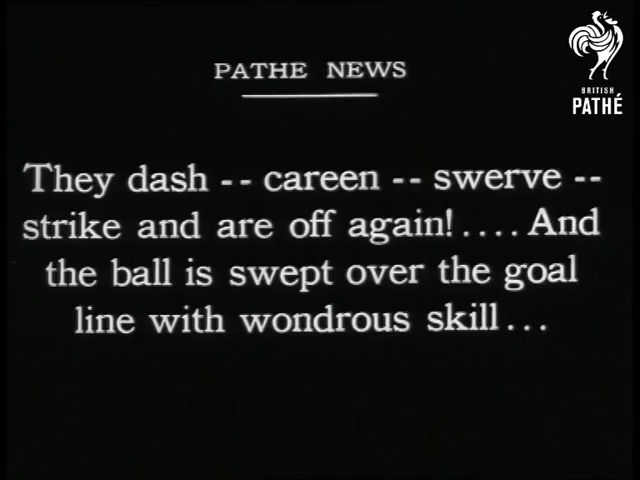 PATHE NEWS
BRITISH
PATHÉ
They dash -- careen -- swerve --
strike and are off again! .... And
the ball is swept over the goal
line with wondrous skill ...